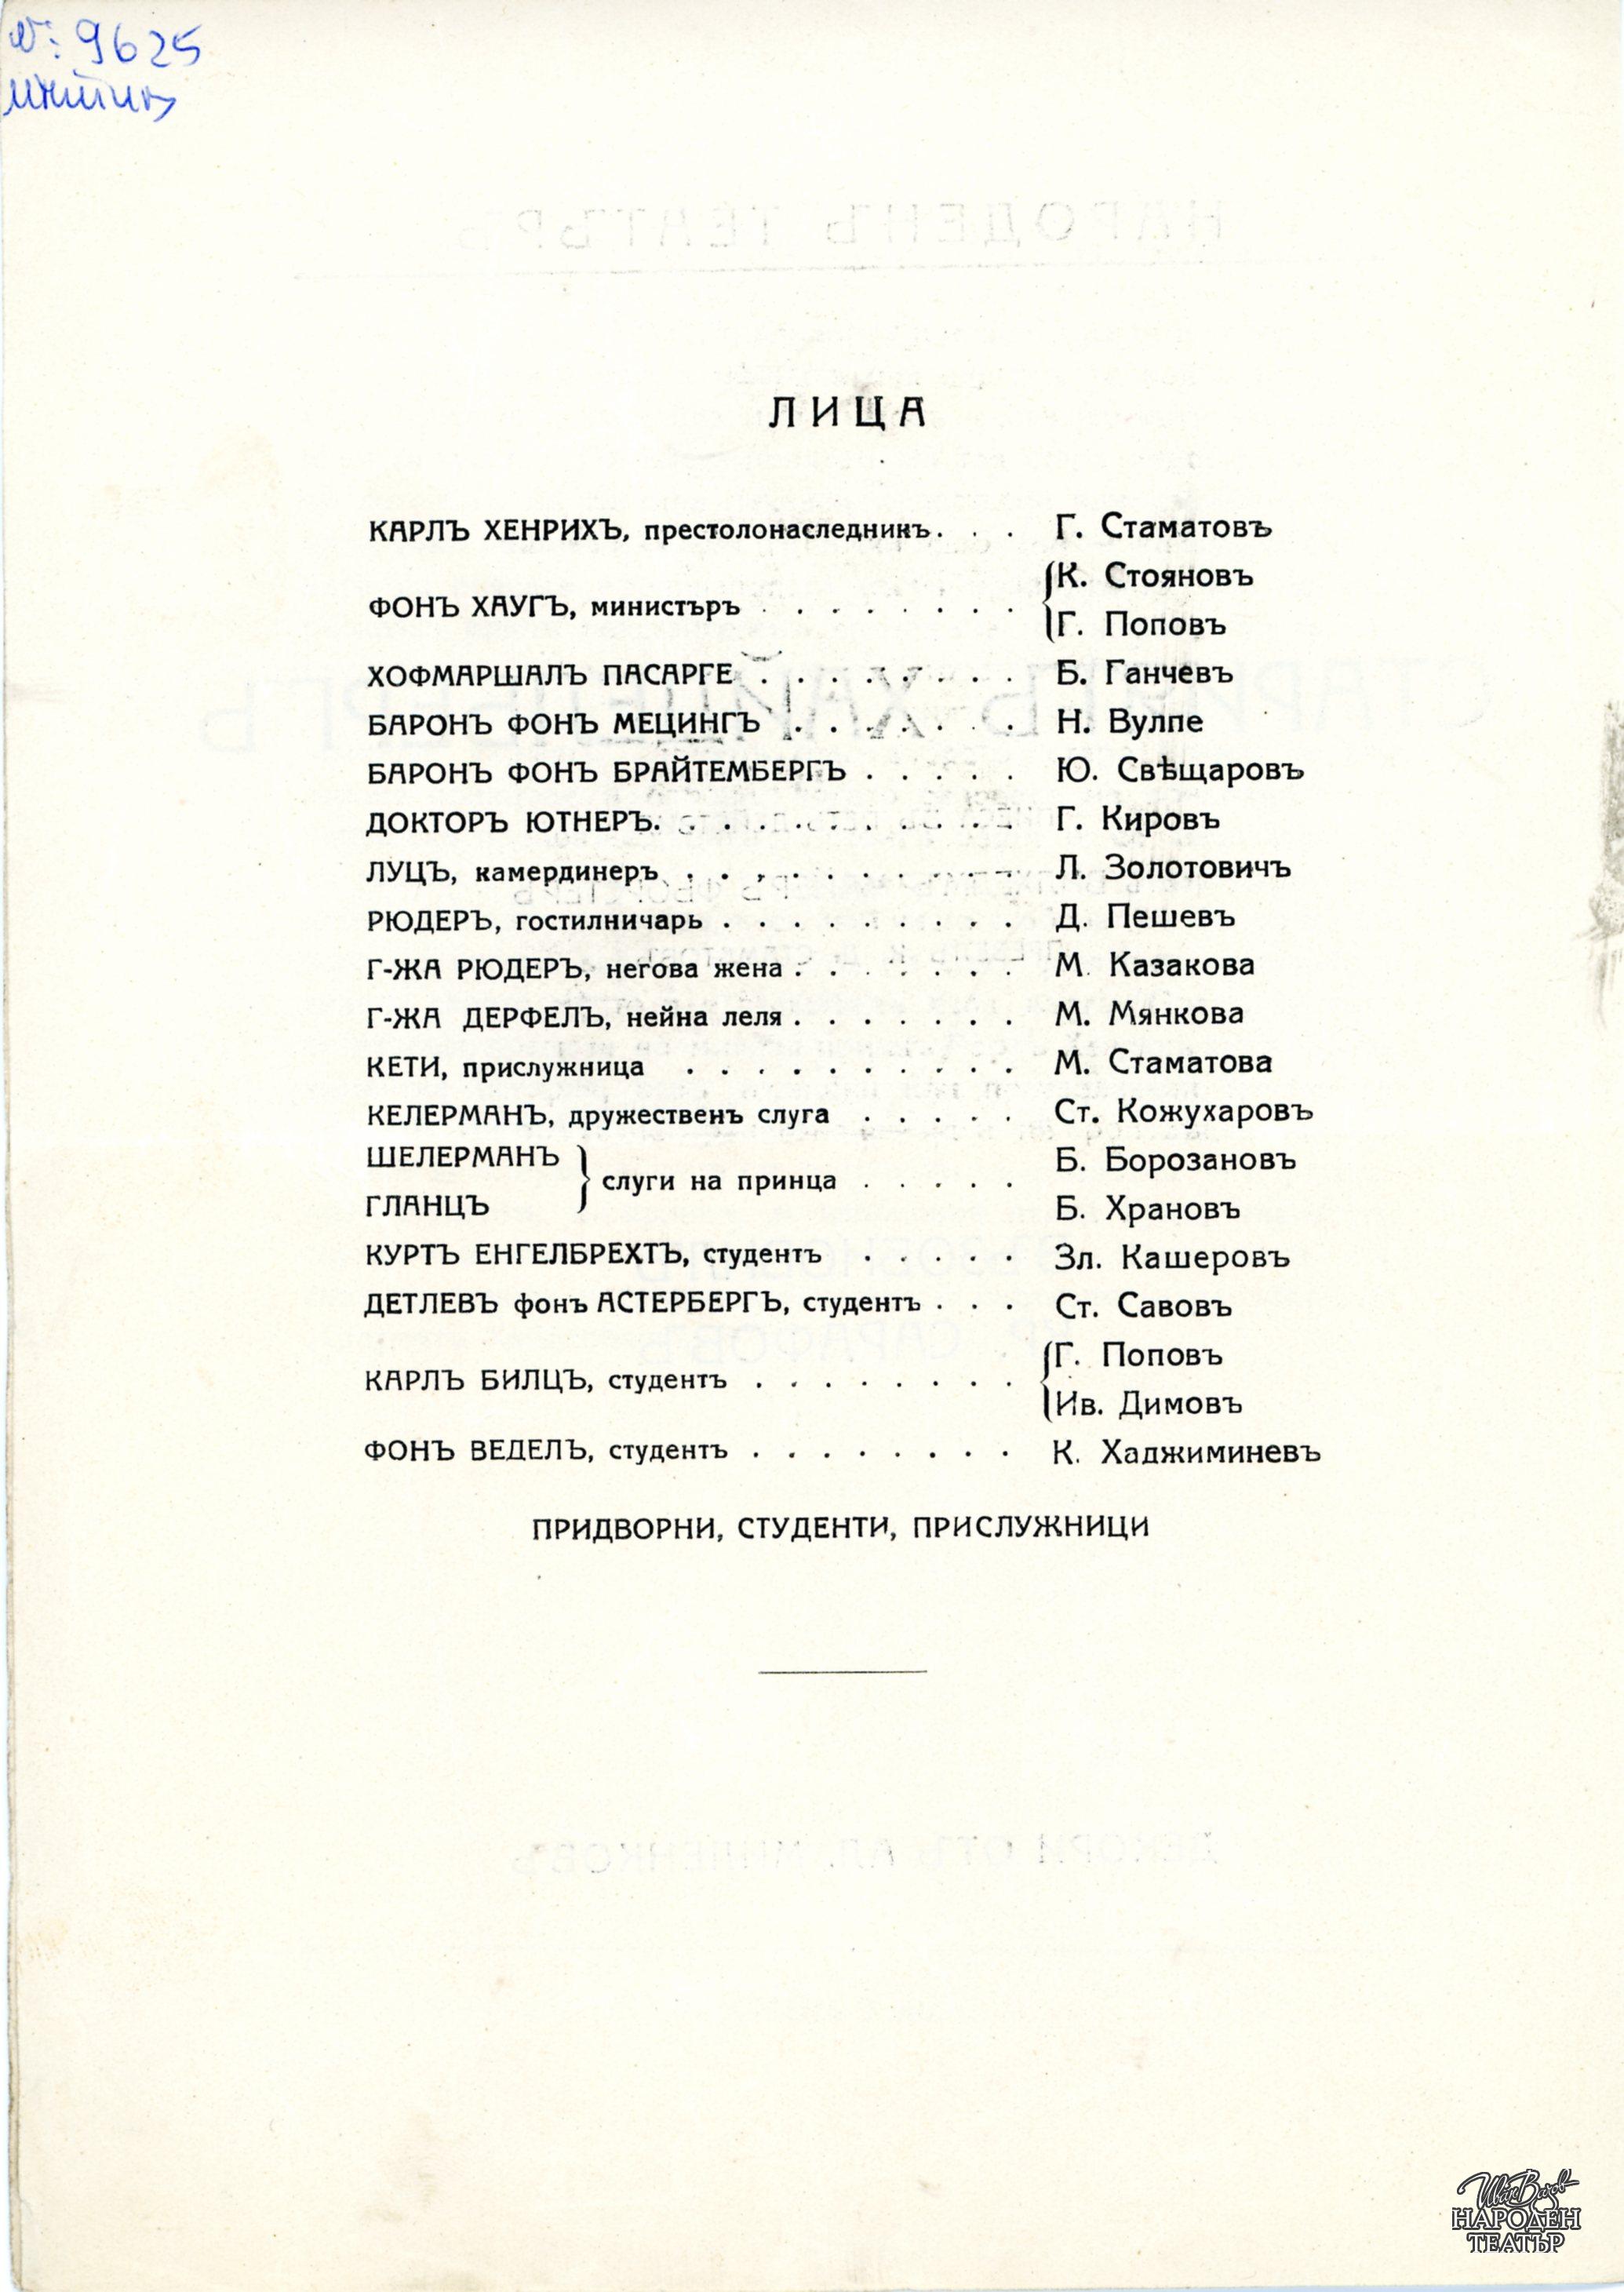 №: 9625
ЛИЦА
КАРЛЪ ХЕНРИХЪ, престолонаследникъ. . . Г. Стаматовъ
ФОНЪ ХАУГЪ, министъръ . . . . . . . . {К. Стояновъ
Г. Поповъ
ХОФМАРШАЛЪ ПАСАРГЕ . . . . . . . . Б. Ганчевъ
БАРОНЪ ФОНЪ МЕЦИНГЪ . . . . . . . Н. Вулпе
БАРОНЪ ФОНЪ БРАЙТЕМБЕРГЪ . . . . . Ю. Свѣщаровъ
ДОКТОРЪ ЮТНЕРЪ. . . . . . . . . . . Г. Кировъ
ЛУЦЪ, камердинеръ . . . . . . . . . . Л. Золотовичъ
РЮДЕРЪ, гостилничарь . . . . . . . . . Д. Пешевъ
Г-ЖА РЮДЕРЪ, негова жена . . . . . . . М. Казакова
Г-ЖА ДЕРФЕЛЪ, нейна леля . . . . . . . М. Мянкова
КЕТИ, прислужница . . . . . . . . . . М. Стаматова
КЕЛЕРМАНЪ, дружественъ слуга . . . . . Ст. Кожухаровъ
ШЕЛЕРМАНЪ } слуги на принца . . . . . Б. Борозановъ
ГЛАНЦЪ Б. Храновъ
КУРТЪ ЕНГЕЛБРЕХТЪ, студентъ . . . . . Зл. Кашеровъ
ДЕТЛЕВЪ фонъ АСТЕРБЕРГЪ, студентъ . . . Ст. Савовъ
КАРЛЪ БИЛЦЪ, студентъ . . . . . . . . {Г. Поповъ
Ив. Димовъ
ФОНЪ ВЕДЕЛЪ, студентъ . . . . . . . . К. Хаджиминевъ
ПРИДВОРНИ, СТУДЕНТИ, ПРИСЛУЖНИЦИ
Иван Вазов
НАРОДЕН
ТЕАТЪР